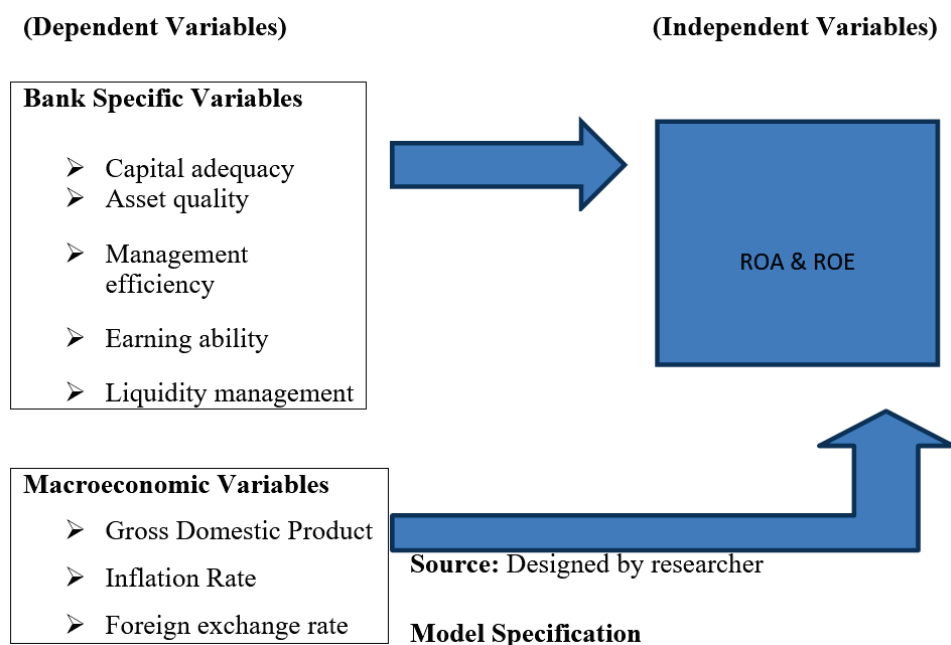 (Dependent Variables)
(Independent Variables)
Bank Specific Variables
➢ Capital adequacy
➢ Asset quality
➢ Management
efficiency
➢ Earning ability
➢ Liquidity management
ROA & ROE
Macroeconomic Variables
➢ Gross Domestic Product
➢ Inflation Rate
➢ Foreign exchange rate
Source: Designed by researcher
Model Specification